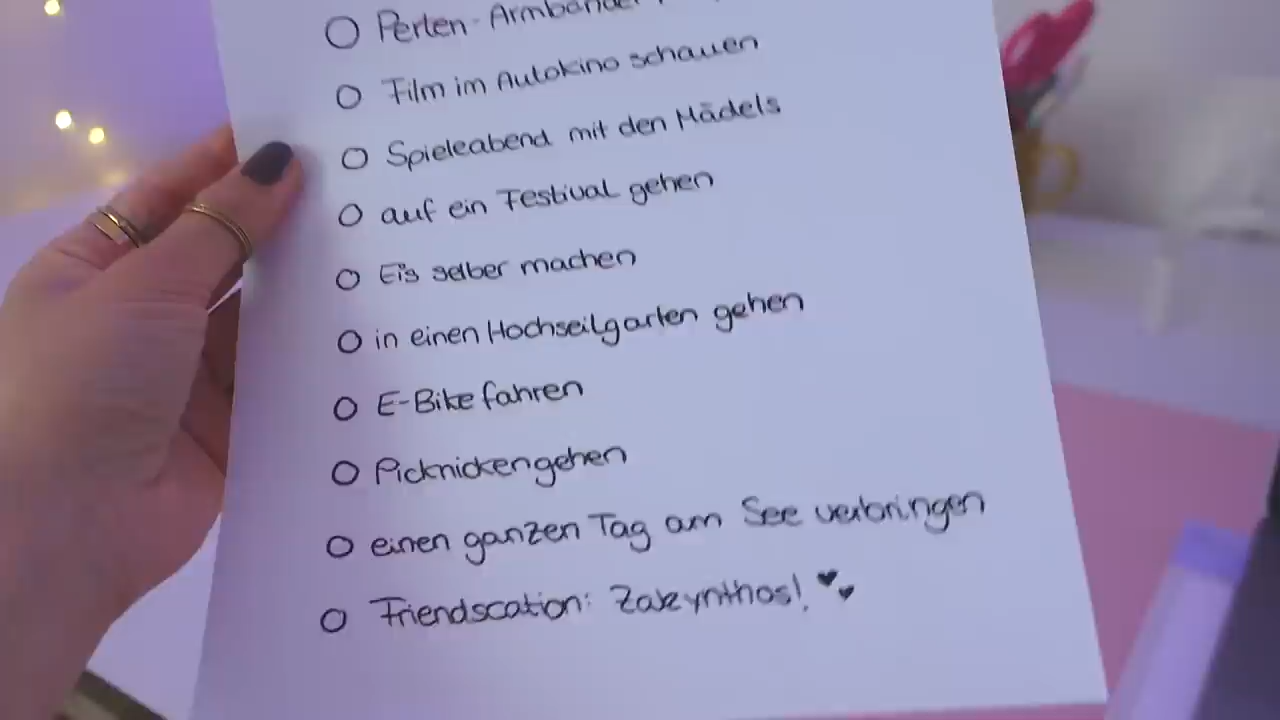 Perlen-Armbänder
Film im Autokino schauen
Spieleabend mit den Mädels
auf ein Festival gehen
Eis selber machen
in einen Hochseilgarten gehen
E-Bike fahren
Picknicken gehen
einen ganzen Tag am See verbringen
Friendscation: Zakynthos!